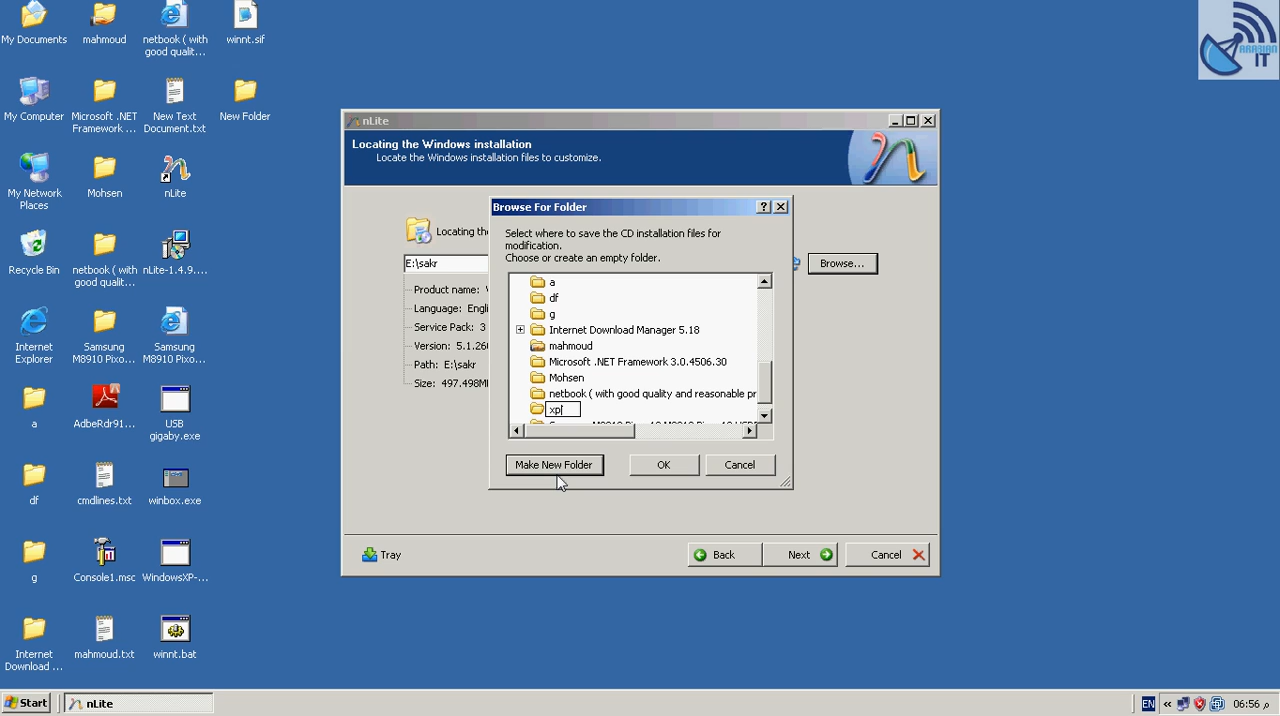 My Documents
mahmoud
netbook ( with
good qualit...
winnt.sif
My Computer
Microsoft .NET
Framework ...
New Text
Document.txt
New Folder
My Network
Places
Mohsen
nLite
Recycle Bin
netbook ( with
good qualit...
nLite-1.4.9....
Internet
Explorer
Samsung
M8910 Pixo...
Samsung
M8910 Pixo...
a
AdbeRdr91...
USB
gigaby.exe
df
cmdlines.txt
winbox.exe
g
Console1.msc
WindowsXP-...
Internet
Download ...
mahmoud.txt
winnt.bat
ARABIAN
IT
nLite
Locating the Windows installation
Locate the Windows installation files to customize.
Locating the
E:\sakr
Browse...
Product name:
Language: Engli
Service Pack: 3
Version: 5.1.260
Path: E:\sakr
Size: 497.498M
Browse For Folder
Select where to save the CD installation files for
modification.
Choose or create an empty folder.
a
df
g
Internet Download Manager 5.18
mahmoud
Microsoft .NET Framework 3.0.4506.30
Mohsen
netbook ( with good quality and reasonable pr
xp
Make New Folder
OK
Cancel
Tray
Back
Next
Cancel
Start
nLite
EN
06:56 م